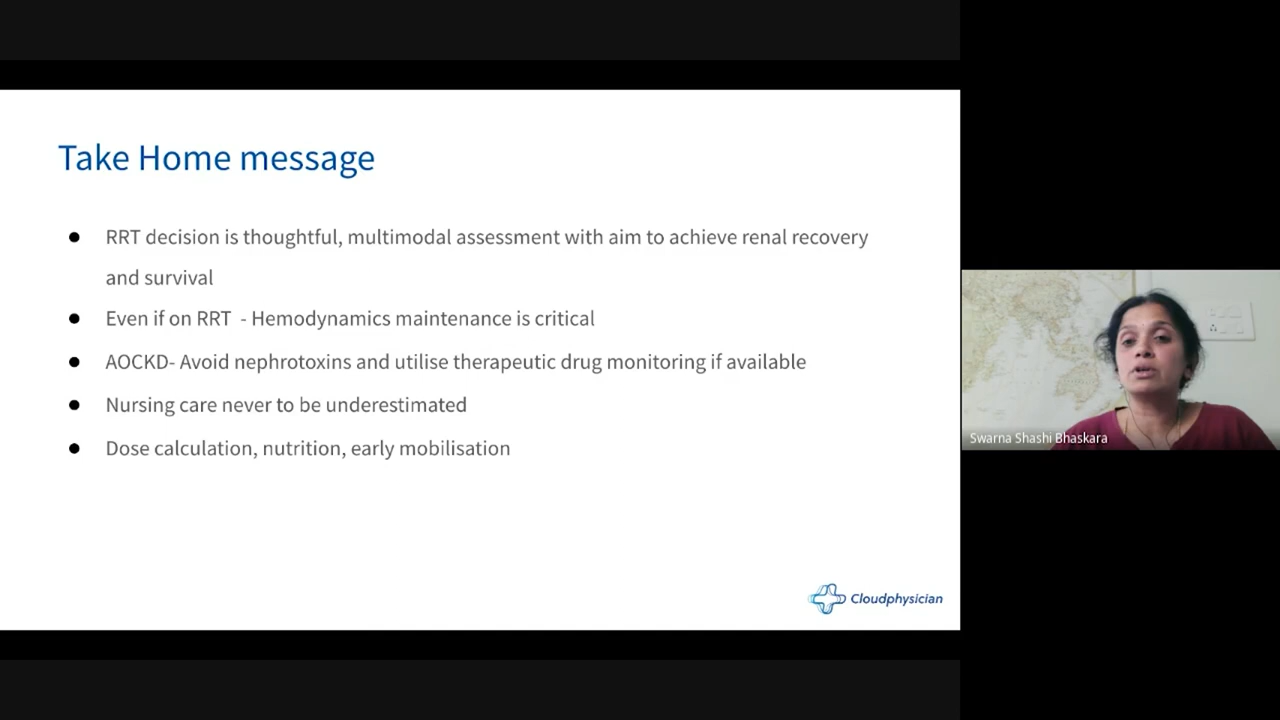 Take Home message
● RRT decision is thoughtful, multimodal assessment with aim to achieve renal recovery
and survival
● Even if on RRT - Hemodynamics maintenance is critical
● AOCKD- Avoid nephrotoxins and utilise therapeutic drug monitoring if available
● Nursing care never to be underestimated
● Dose calculation, nutrition, early mobilisation
Cloudphysician
Swarna Shashi Bhaskara